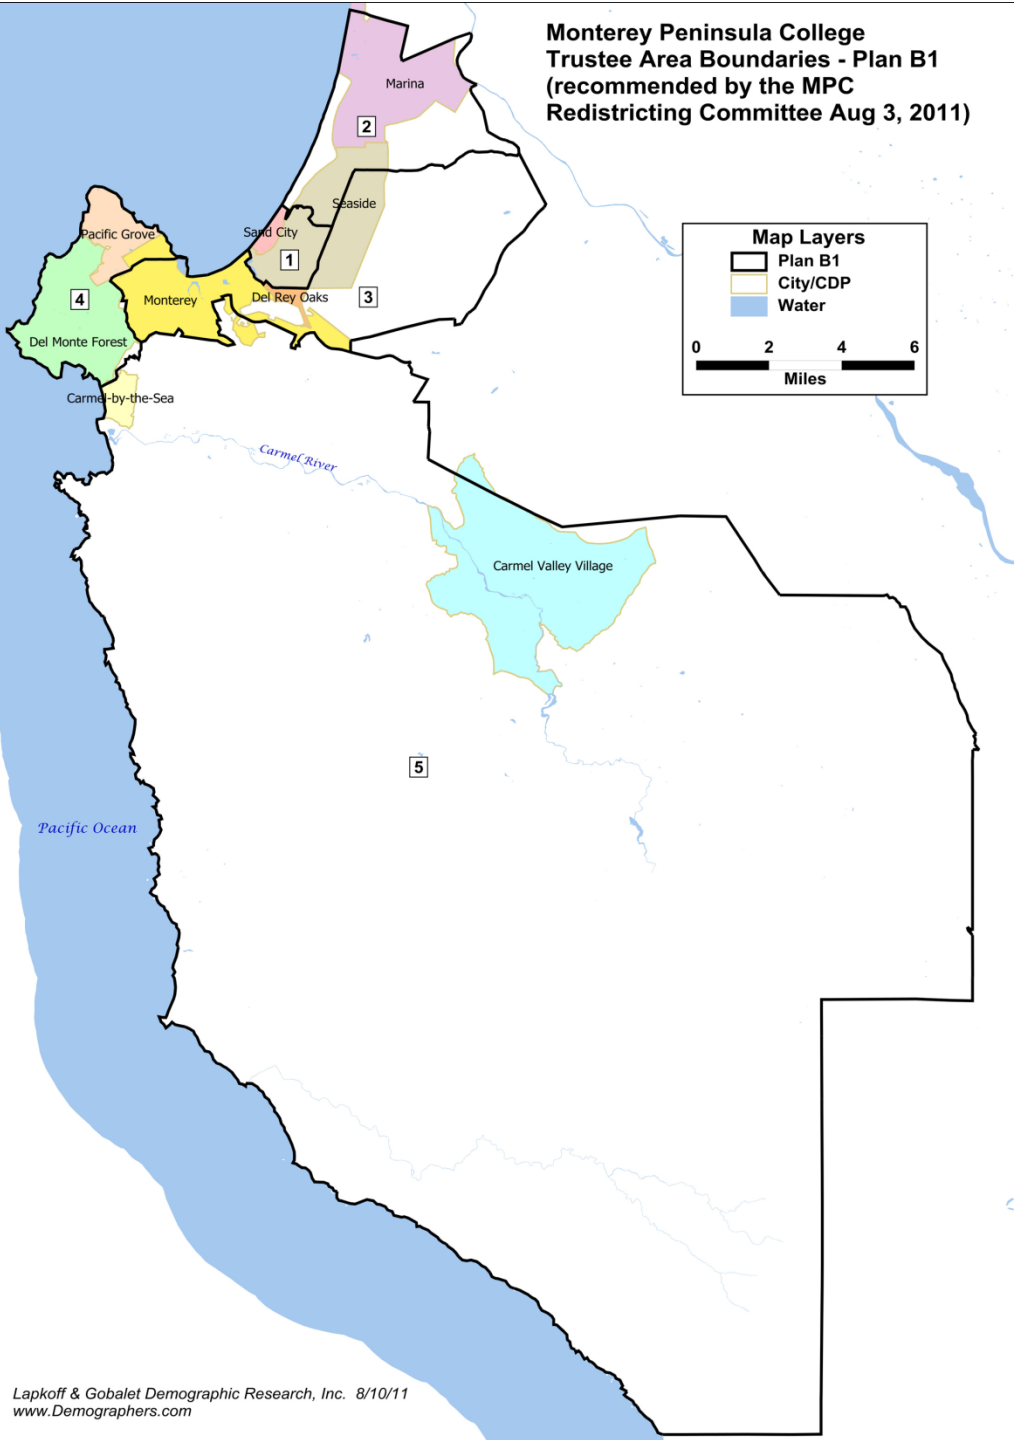 Monterey Peninsula College
Trustee Area Boundaries - Plan B1
(recommended by the MPC
Redistricting Committee Aug 3, 2011)
Marina
2
Seaside
Pacific Grove
Sand City
1
Map Layers
Plan B1
City/CDP
Water
0 2 4 6
Miles
4
Monterey
Del Rey Oaks
3
Del Monte Forest
Carmel-by-the-Sea
Carmel River
Carmel Valley Village
5
Pacific Ocean
Lapkoff & Gobalet Demographic Research, Inc. 8/10/11
www.Demographers.com